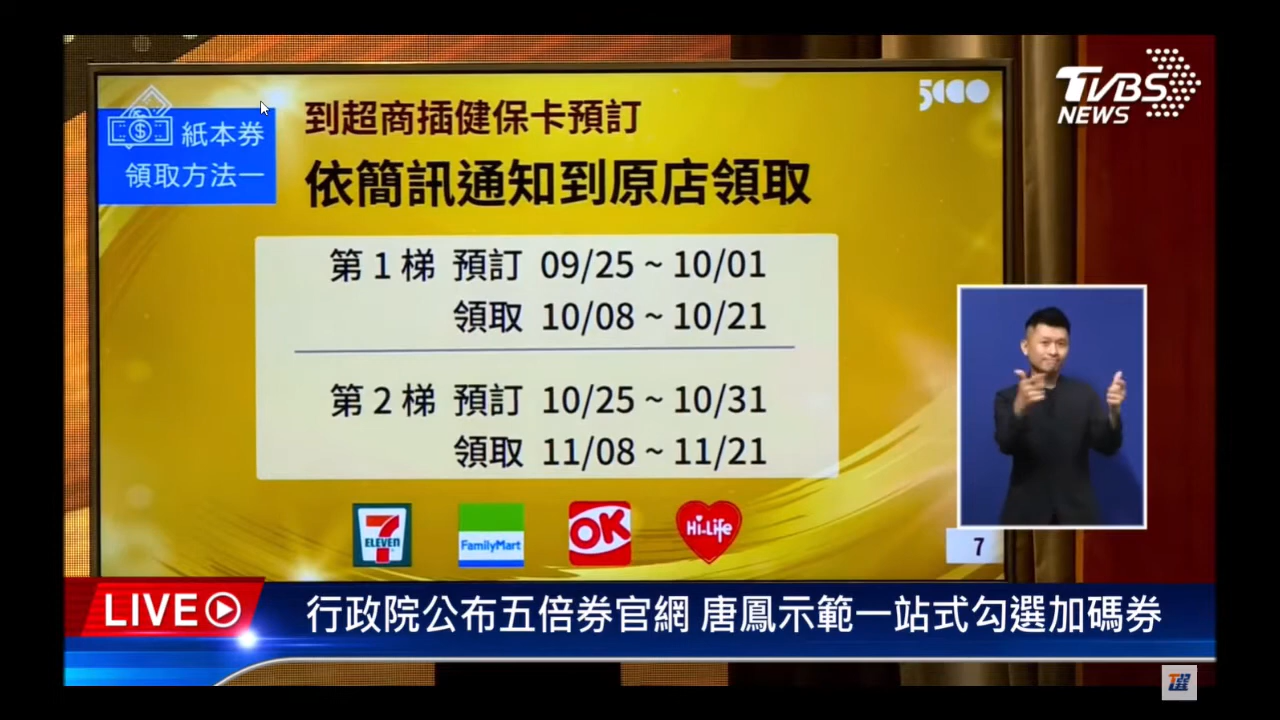 紙本券
領取方法一
到超商插健保卡預訂
依簡訊通知到原店領取
5000
TVBS
NEWS
第1梯 預訂 09/25 ~ 10/01
領取 10/08 ~ 10/21
第2梯 預訂 10/25 ~ 10/31
領取 11/08 ~ 11/21
7
ELEVEN
FamilyMart
OK
Hi-Life
7
LIVE
行政院公布五倍券官網 唐鳳示範一站式勾選加碼券
T選